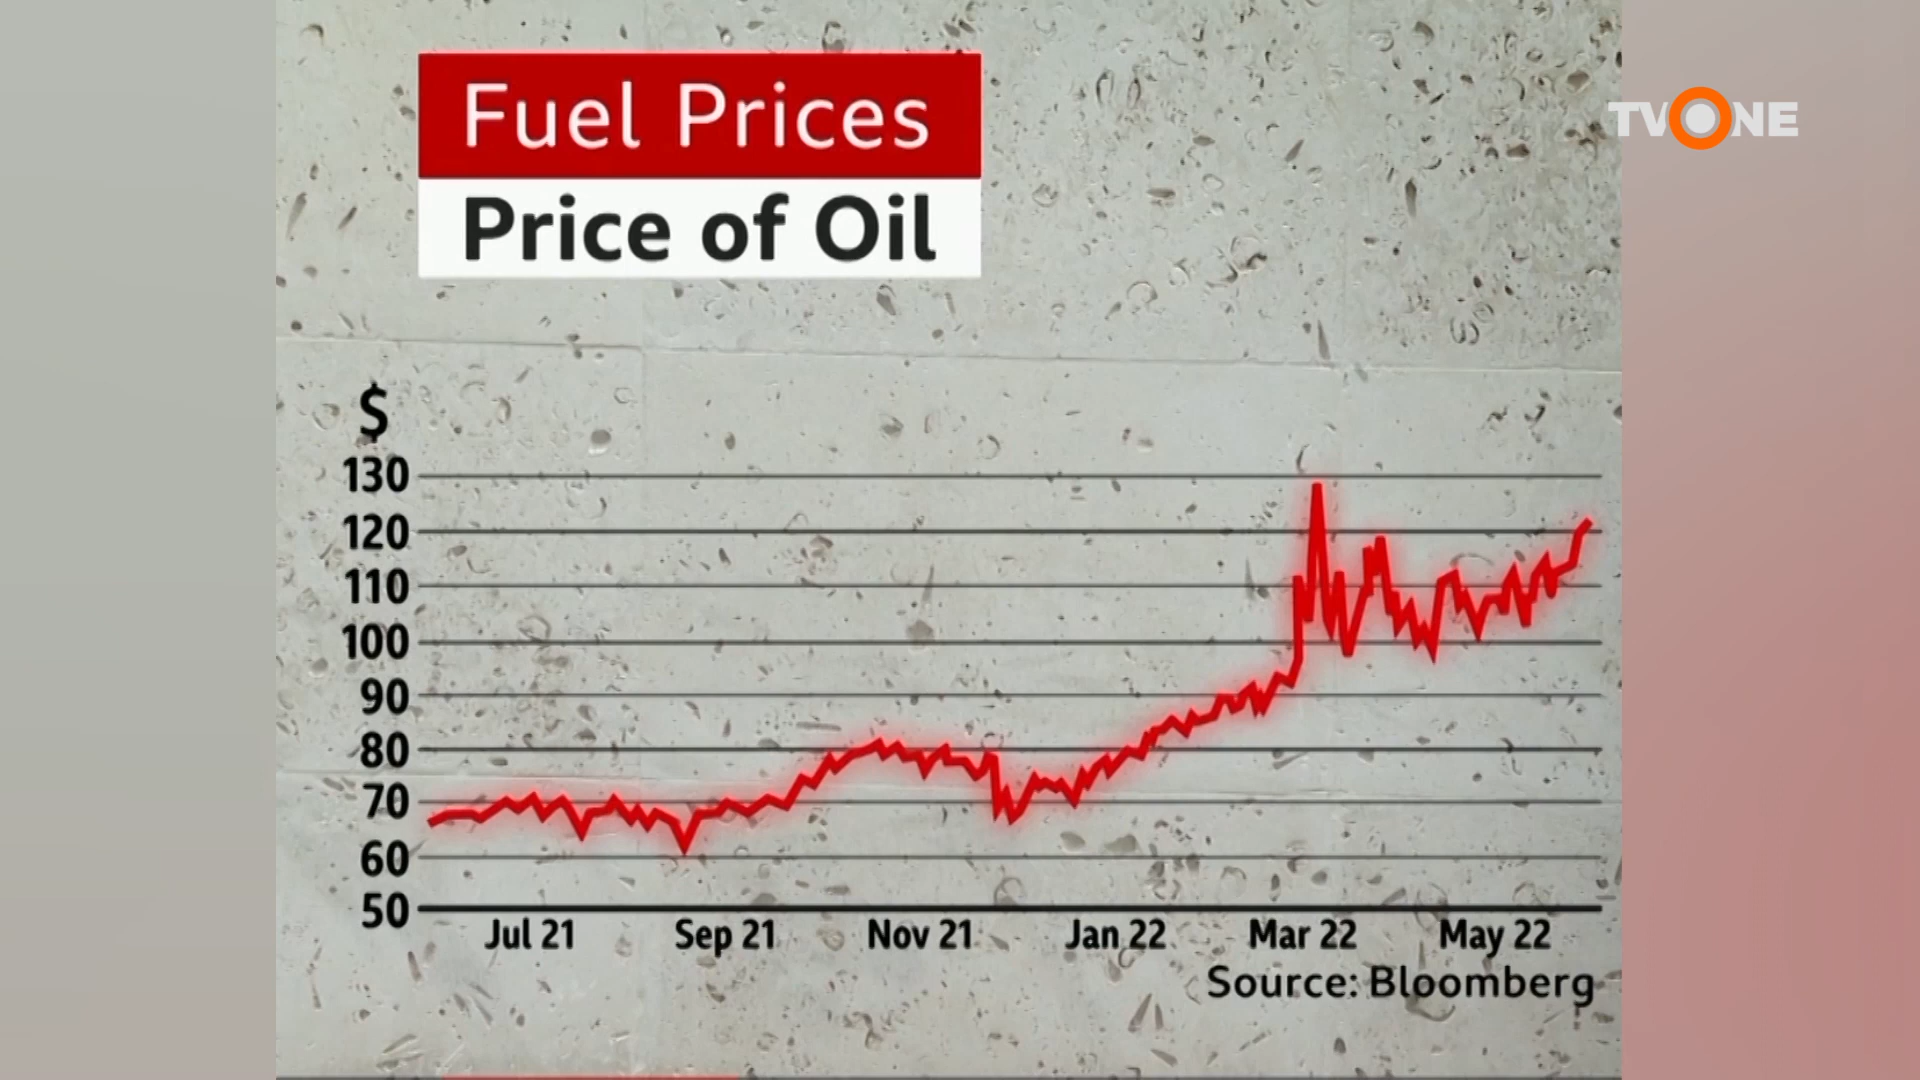 Fuel Prices
Price of Oil
TVONE
$
130
120
110
100
90
80
70
60
50
Jul 21 Sep 21 Nov 21 Jan 22 Mar 22 May 22
Source: Bloomberg